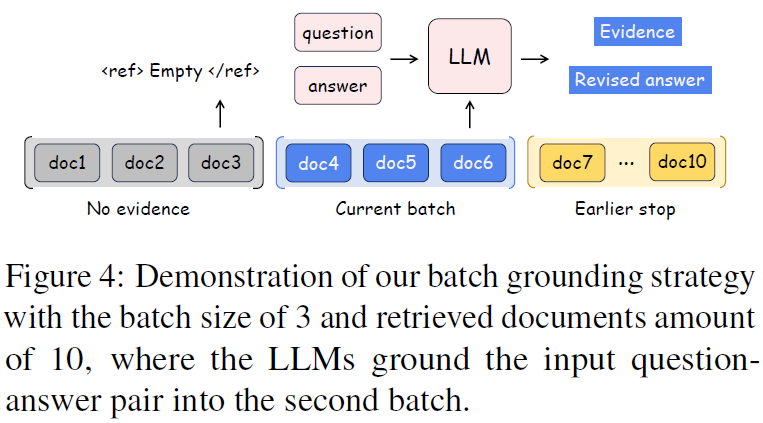 question
Evidence
<ref> Empty </ref>
LLM
answer
Revised answer
doc1 doc2 doc3 doc4 doc5 doc6 doc7 ... doc10
No evidence Current batch Earlier stop
Figure 4: Demonstration of our batch grounding strategy
with the batch size of 3 and retrieved documents amount
of 10, where the LLMs ground the input question-
answer pair into the second batch.